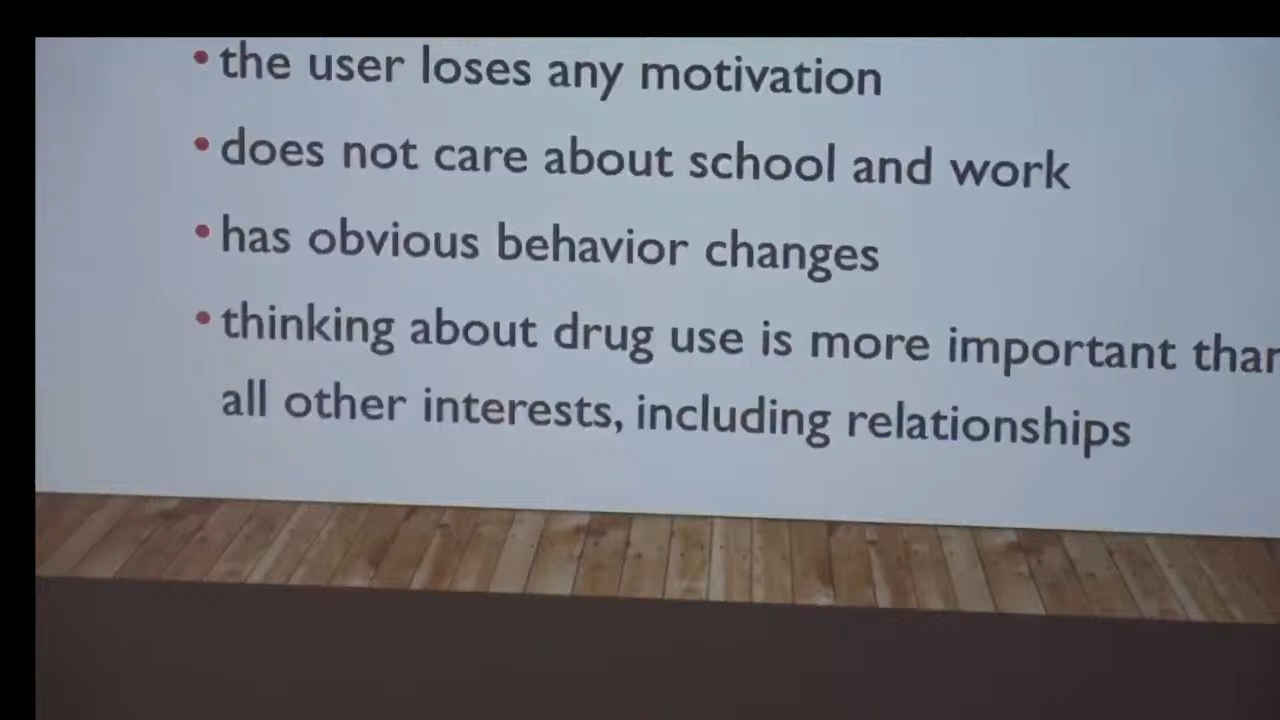 • the user loses any motivation
• does not care about school and work
• has obvious behavior changes
• thinking about drug use is more important than
all other interests, including relationships